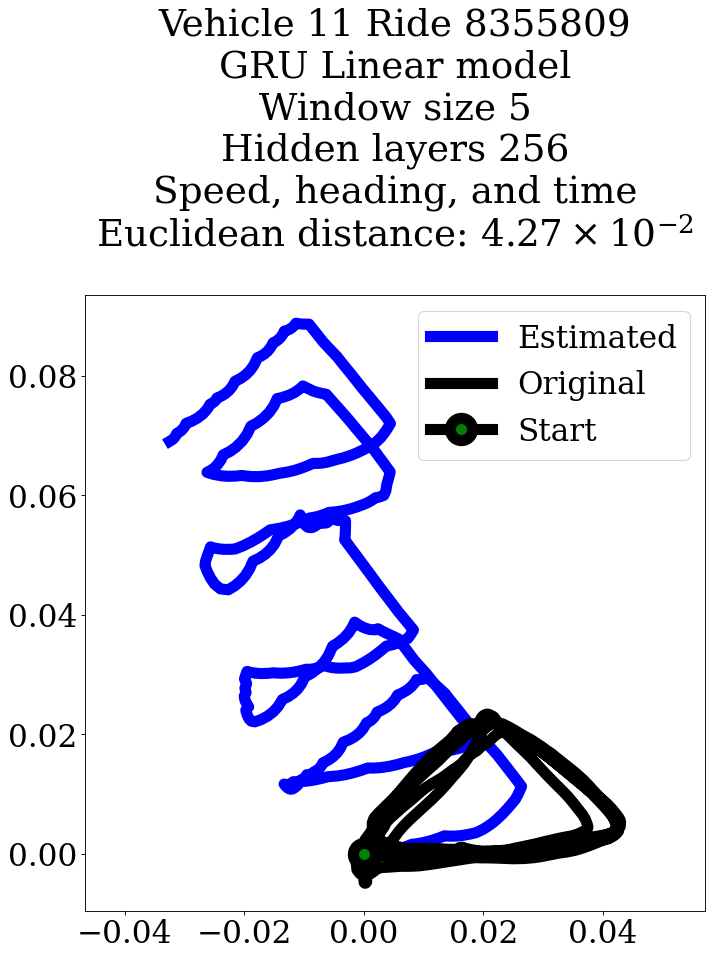 Vehicle 11 Ride 8355809
GRU Linear model
Window size 5
Hidden layers 256
Speed, heading, and time
Euclidean distance: 4.27 × 10⁻²
Estimated
Original
Start
0.08
0.06
0.04
0.02
0.00
−0.04 −0.02 0.00 0.02 0.04